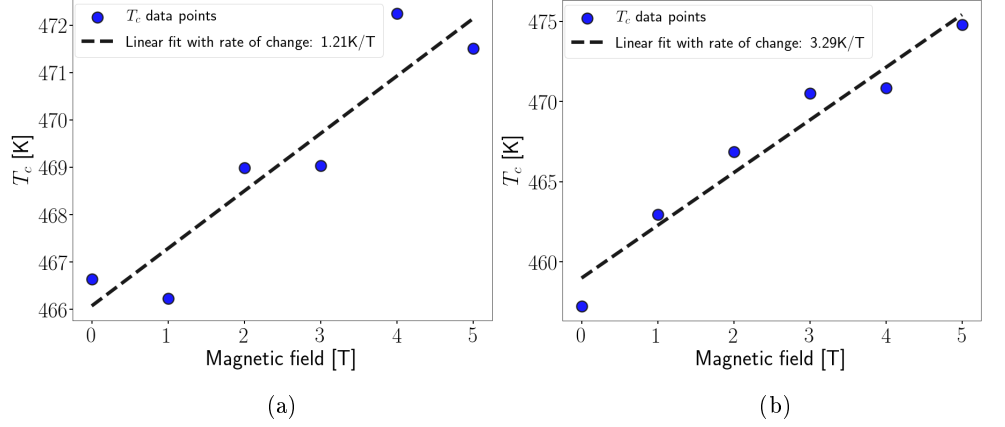 T_c data points
Linear fit with rate of change: 1.21K/T
472
471
470
469
468
467
466
T_c [K]
0 1 2 3 4 5
Magnetic field [T]
(a)
T_c data points
Linear fit with rate of change: 3.29K/T
475
470
465
460
T_c [K]
0 1 2 3 4 5
Magnetic field [T]
(b)